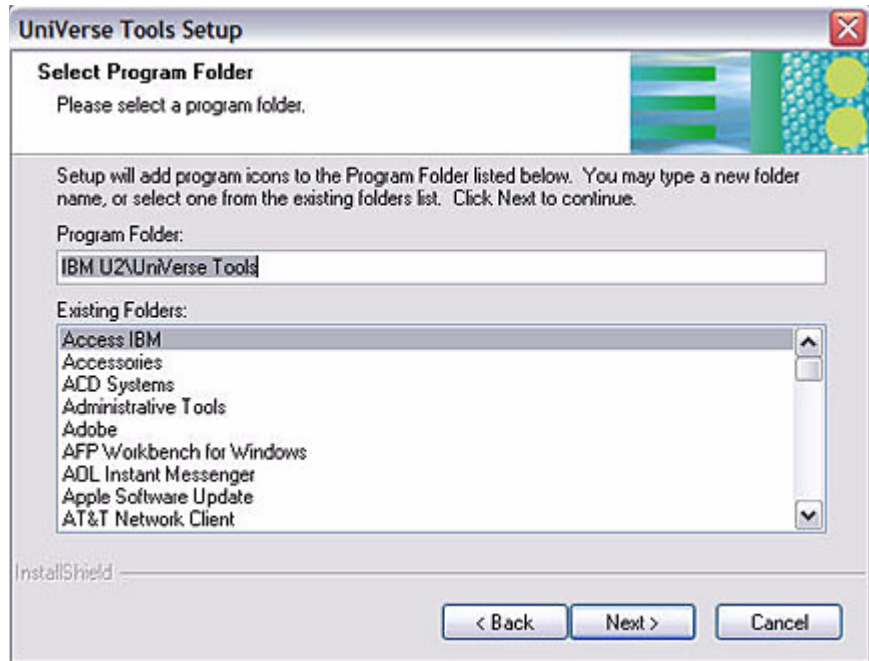 UniVerse Tools Setup
Select Program Folder
Please select a program folder.
Setup will add program icons to the Program Folder listed below. You may type a new folder
name, or select one from the existing folders list. Click Next to continue.
Program Folder:
IBM U2\UniVerse Tools
Existing Folders:
Access IBM
Accessories
ACD Systems
Administrative Tools
Adobe
AFP Workbench for Windows
AOL Instant Messenger
Apple Software Update
AT&T Network Client
InstallShield
< Back
Next >
Cancel